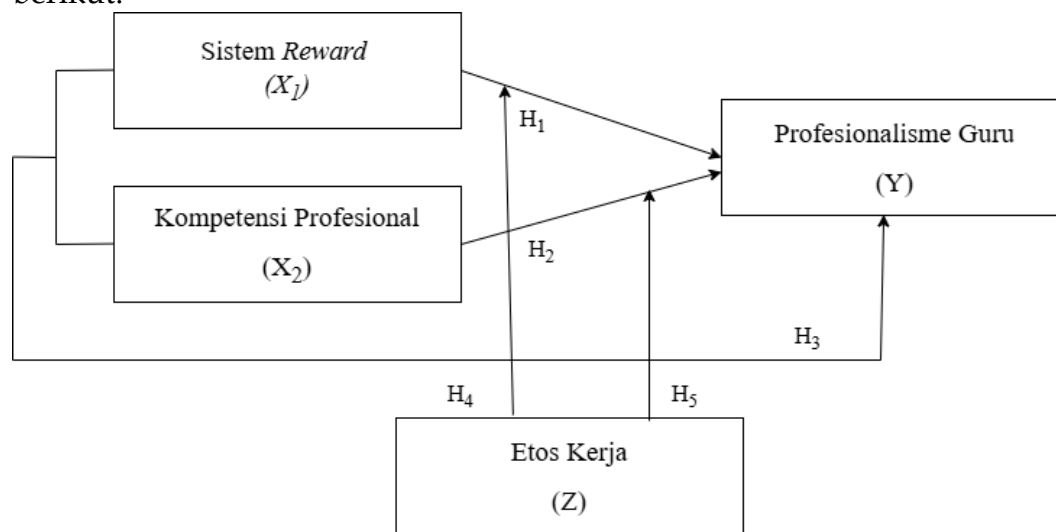 berikut.
Sistem Reward
(X1)
H1
Profesionalisme Guru
(Y)
Kompetensi Profesional
(X2)
H2
H3
H4
H5
Etos Kerja
(Z)